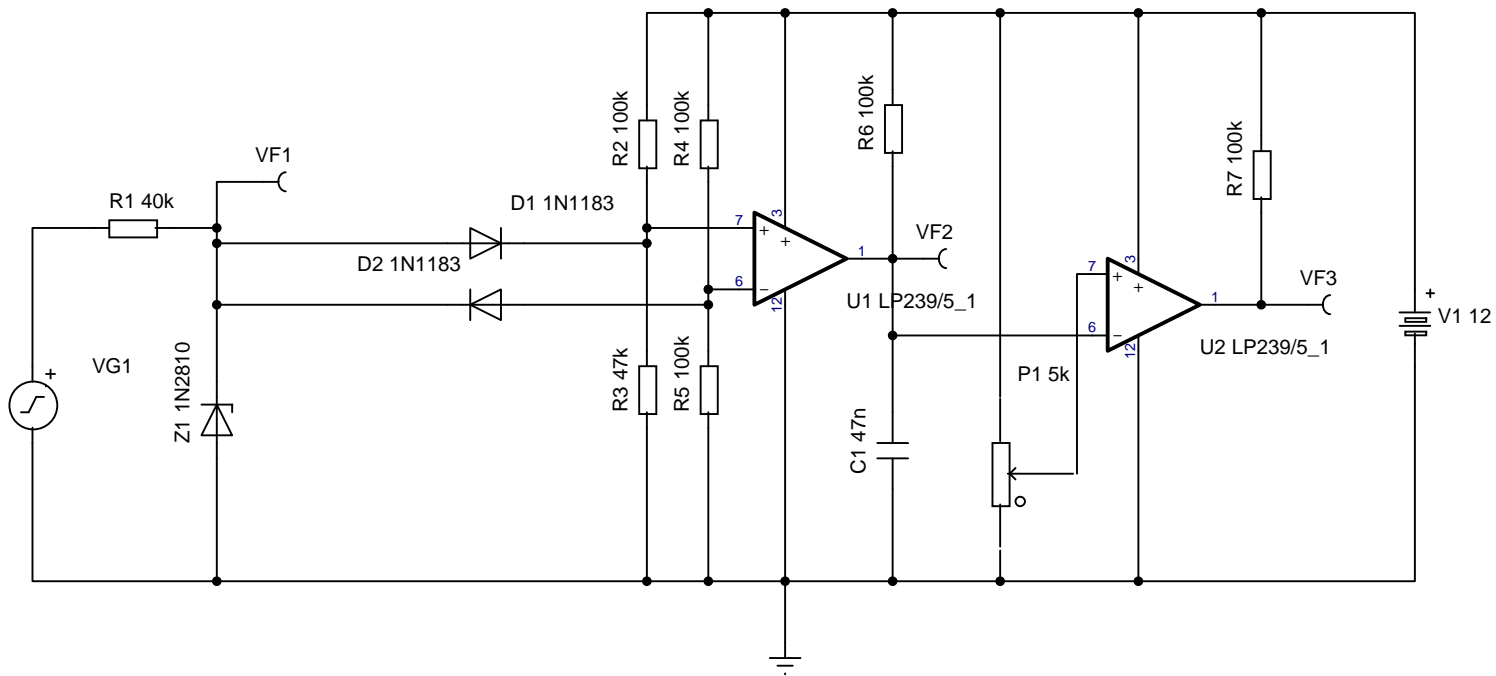 VF1
R1 40k
D1 1N1183
D2 1N1183
VG1
+
Z1 1N2810
R2 100k
R4 100k
R3 47k
R5 100k
7
3
+
+
6
−
12
1
U1 LP239/5_1
R6 100k
VF2
C1 47n
P1 5k
7
3
+
+
6
−
12
1
U2 LP239/5_1
R7 100k
VF3
+
V1 12